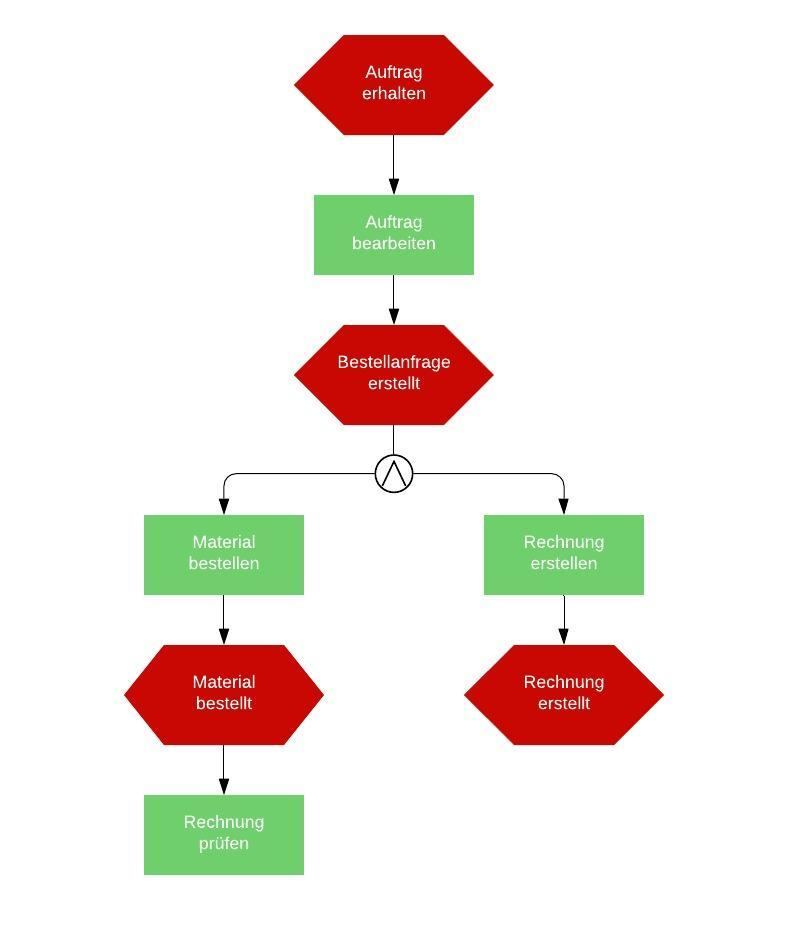 Auftrag
erhalten
Auftrag
bearbeiten
Bestellanfrage
erstellt
Material
bestellen
Rechnung
erstellen
Material
bestellt
Rechnung
erstellt
Rechnung
prüfen